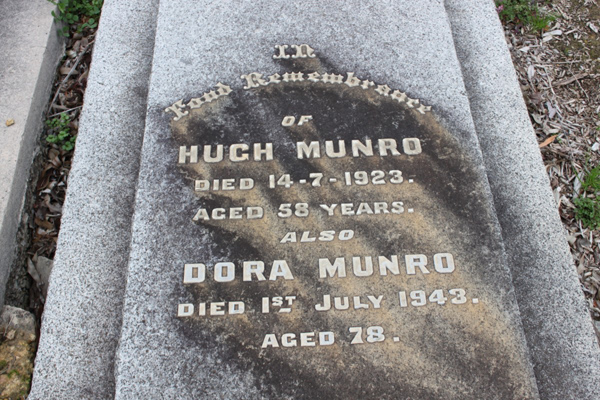 IN
Fond Remembrance
OF
HUGH MUNRO
DIED 14-7-1923.
AGED 58 YEARS.
ALSO
DORA MUNRO
DIED 1ST JULY 1943.
AGED 78.